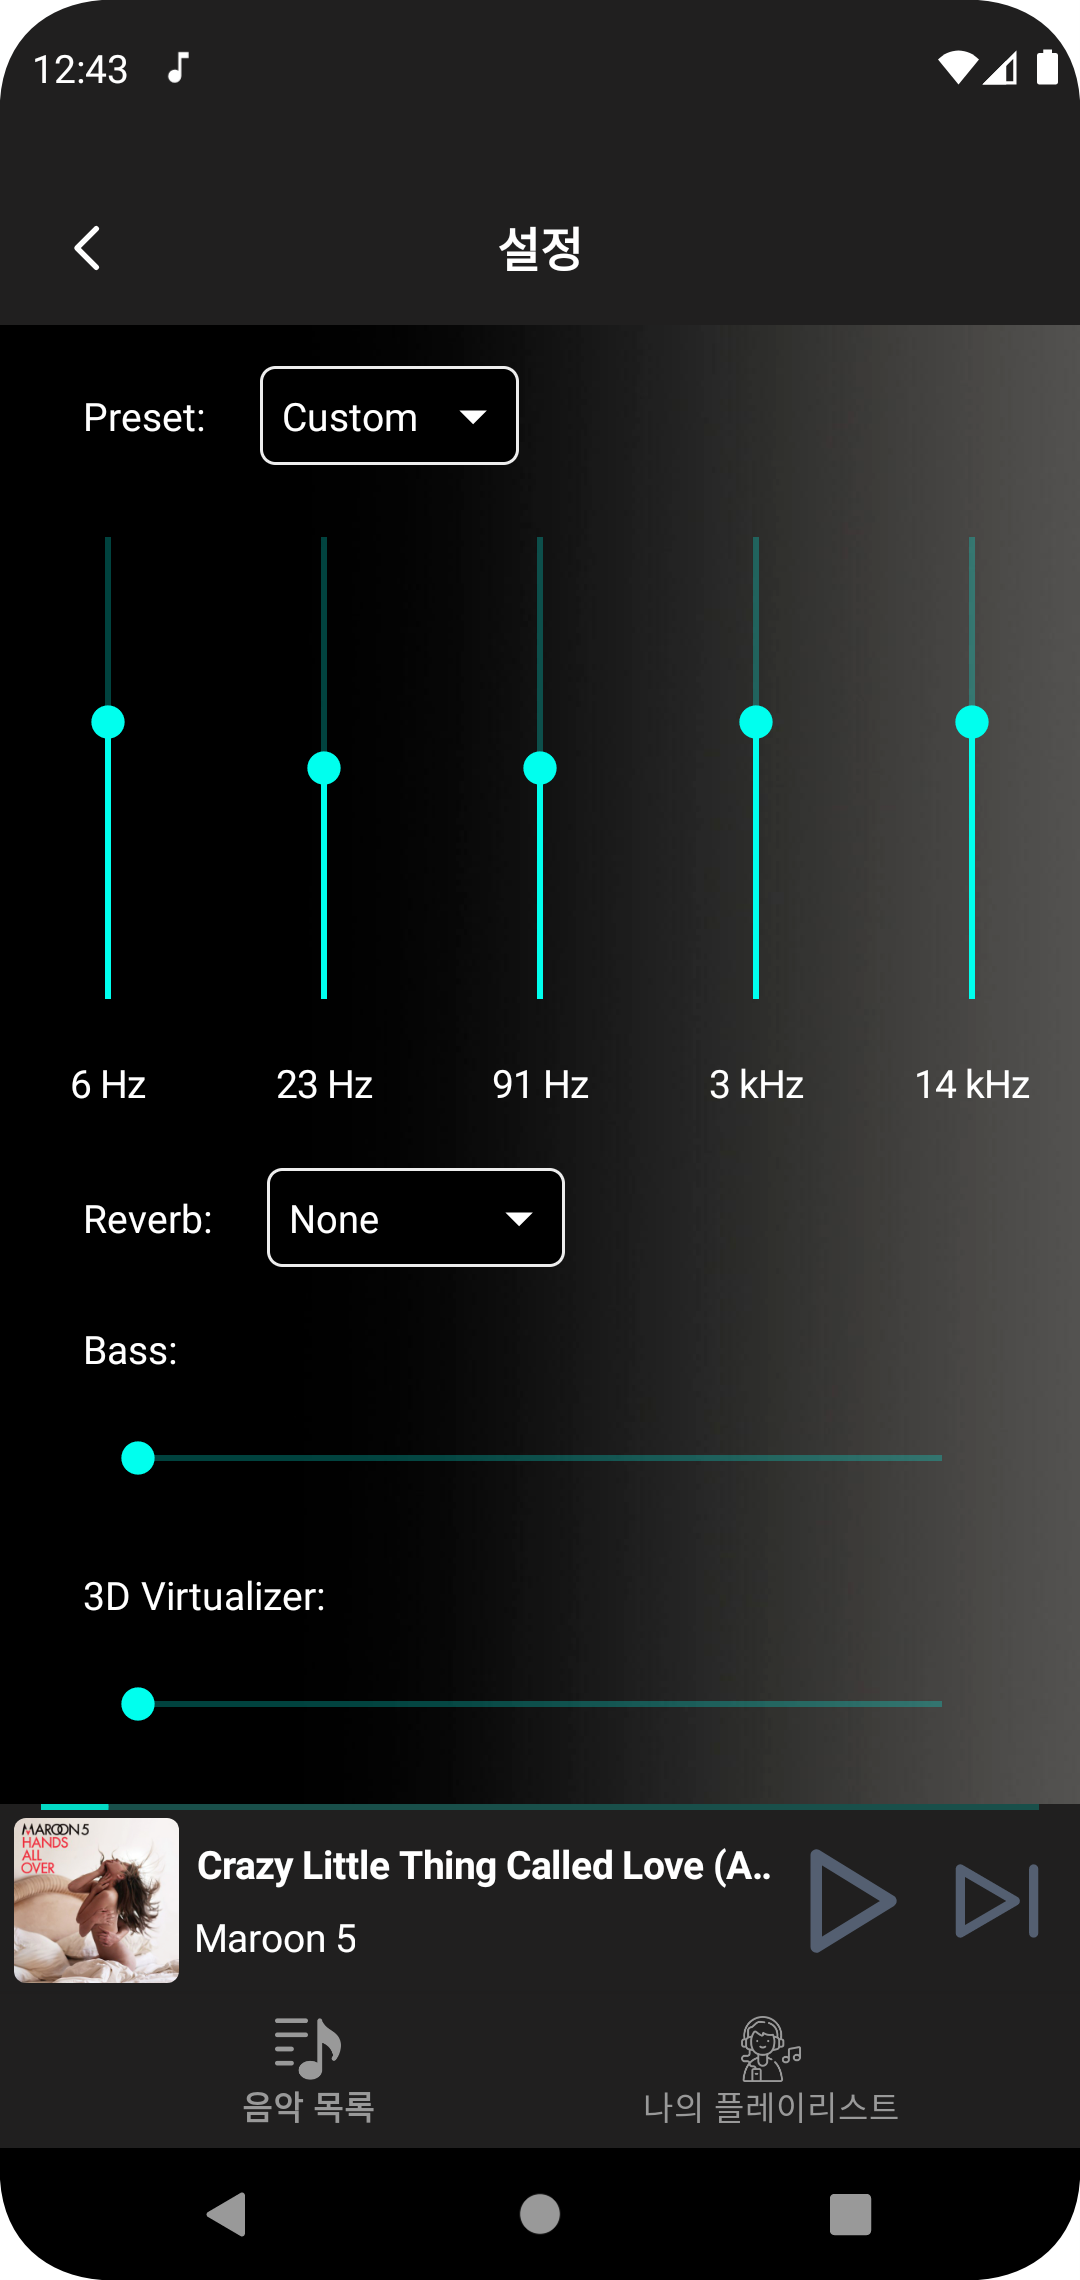 12:43
설정
Preset:
Custom
6 Hz
23 Hz
91 Hz
3 kHz
14 kHz
Reverb:
None
Bass:
3D Virtualizer:
MAROON 5
HANDS
ALL
OVER
Crazy Little Thing Called Love (A..
Maroon 5
음악 목록
나의 플레이리스트